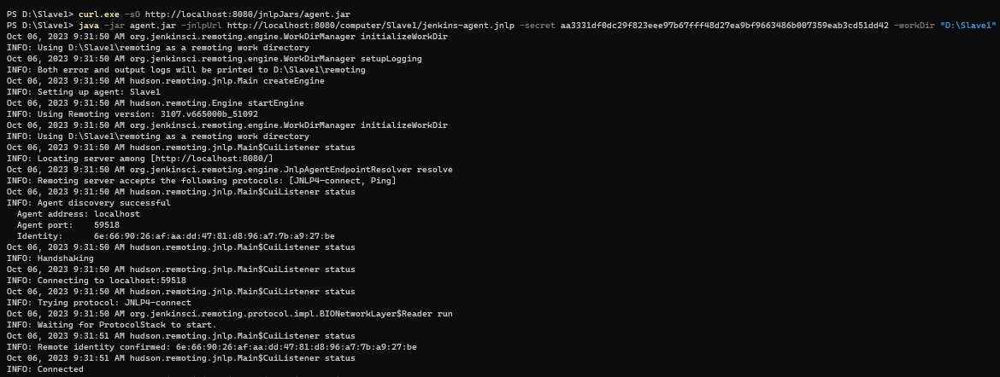 PS D:\Slave1> curl.exe -sO http://localhost:8080/jnlpJars/agent.jar
PS D:\Slave1> java -jar agent.jar -jnlpUrl http://localhost:8080/computer/Slave1/jenkins-agent.jnlp -secret aa3331df0dc29f823eee97b67fff48d27ea9bf9663486b007359eab3cd51dd42 -workDir "D:\Slave1"
Oct 06, 2023 9:31:50 AM org.jenkinsci.remoting.engine.WorkDirManager initializeWorkDir
INFO: Using D:\Slave1\remoting as a remoting work directory
Oct 06, 2023 9:31:50 AM org.jenkinsci.remoting.engine.WorkDirManager setupLogging
INFO: Both error and output logs will be printed to D:\Slave1\remoting
Oct 06, 2023 9:31:50 AM hudson.remoting.jnlp.Main createEngine
INFO: Setting up agent: Slave1
Oct 06, 2023 9:31:50 AM hudson.remoting.Engine startEngine
INFO: Using Remoting version: 3107.v665000b_51092
Oct 06, 2023 9:31:50 AM org.jenkinsci.remoting.engine.WorkDirManager initializeWorkDir
INFO: Using D:\Slave1\remoting as a remoting work directory
Oct 06, 2023 9:31:50 AM hudson.remoting.jnlp.Main$CuiListener status
INFO: Locating server among [http://localhost:8080/]
Oct 06, 2023 9:31:50 AM org.jenkinsci.remoting.engine.JnlpAgentEndpointResolver resolve
INFO: Remoting server accepts the following protocols: [JNLP4-connect, Ping]
Oct 06, 2023 9:31:50 AM hudson.remoting.jnlp.Main$CuiListener status
INFO: Agent discovery successful
  Agent address: localhost
  Agent port:    59518
  Identity:      6e:66:90:26:af:aa:dd:47:81:d8:96:a7:7b:a9:27:be
Oct 06, 2023 9:31:50 AM hudson.remoting.jnlp.Main$CuiListener status
INFO: Handshaking
Oct 06, 2023 9:31:50 AM hudson.remoting.jnlp.Main$CuiListener status
INFO: Connecting to localhost:59518
Oct 06, 2023 9:31:50 AM hudson.remoting.jnlp.Main$CuiListener status
INFO: Trying protocol: JNLP4-connect
Oct 06, 2023 9:31:50 AM org.jenkinsci.remoting.protocol.impl.BIONetworkLayer$Reader run
INFO: Waiting for ProtocolStack to start.
Oct 06, 2023 9:31:51 AM hudson.remoting.jnlp.Main$CuiListener status
INFO: Remote identity confirmed: 6e:66:90:26:af:aa:dd:47:81:d8:96:a7:7b:a9:27:be
Oct 06, 2023 9:31:51 AM hudson.remoting.jnlp.Main$CuiListener status
INFO: Connected